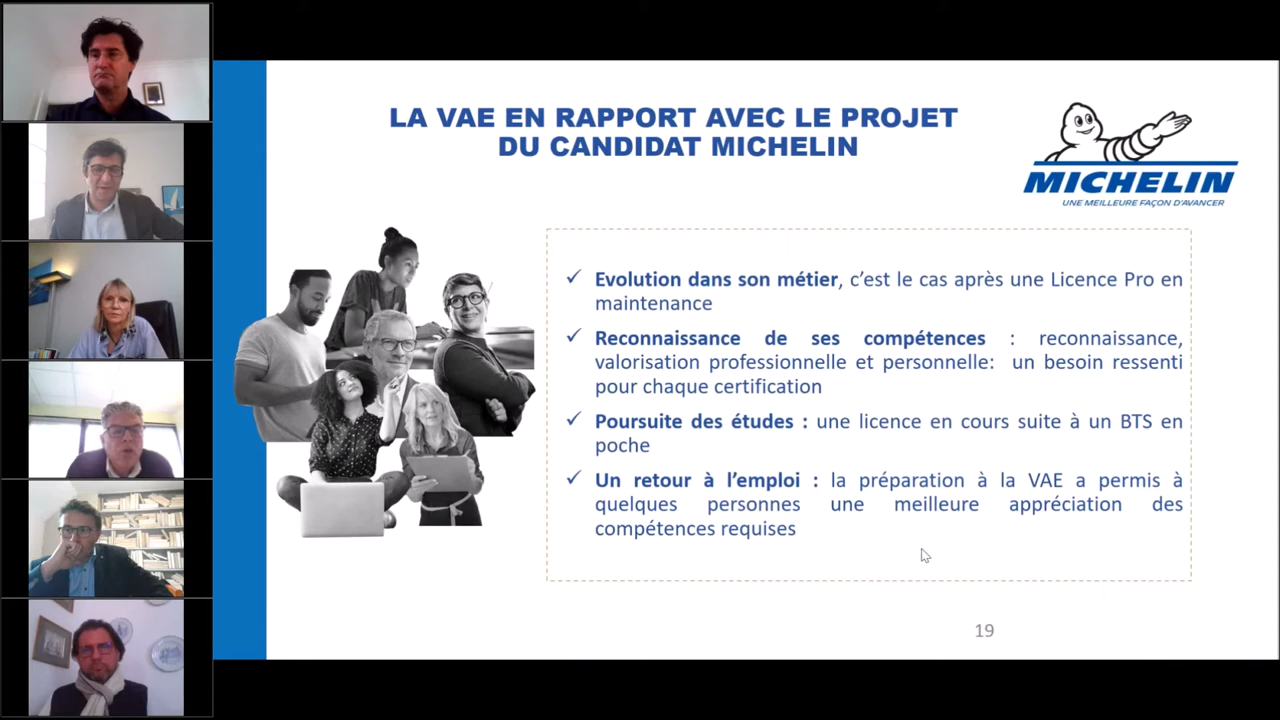 LA VAE EN RAPPORT AVEC LE PROJET
DU CANDIDAT MICHELIN
MICHELIN
UNE MEILLEURE FAÇON D'AVANCER
✓ Evolution dans son métier, c’est le cas après une Licence Pro en
maintenance
✓ Reconnaissance de ses compétences : reconnaissance,
valorisation professionnelle et personnelle: un besoin ressenti
pour chaque certification
✓ Poursuite des études : une licence en cours suite à un BTS en
poche
✓ Un retour à l’emploi : la préparation à la VAE a permis à
quelques personnes une meilleure appréciation des
compétences requises
19